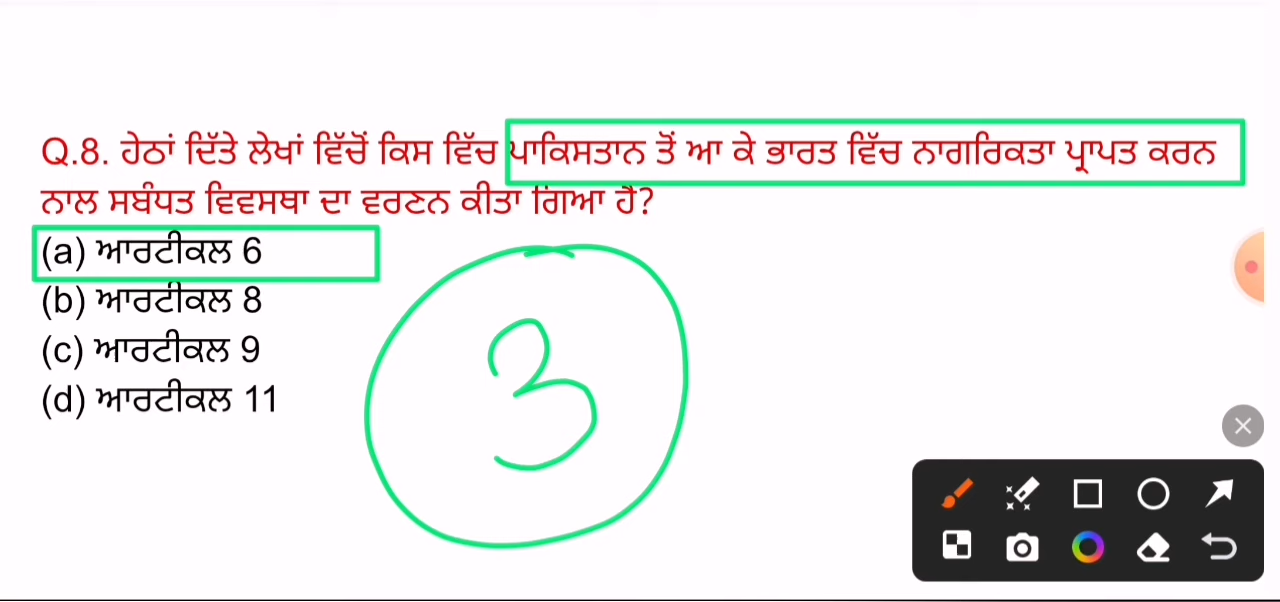 Q.8. ਹੇਠਾਂ ਦਿੱਤੇ ਲੇਖਾਂ ਵਿੱਚੋਂ ਕਿਸ ਵਿੱਚ ਪਾਕਿਸਤਾਨ ਤੋਂ ਆ ਕੇ ਭਾਰਤ ਵਿੱਚ ਨਾਗਰਿਕਤਾ ਪ੍ਰਾਪਤ ਕਰਨ
ਨਾਲ ਸਬੰਧਤ ਵਿਵਸਥਾ ਦਾ ਵਰਣਨ ਕੀਤਾ ਗਿਆ ਹੈ?
(a) ਆਰਟੀਕਲ 6
(b) ਆਰਟੀਕਲ 8
(c) ਆਰਟੀਕਲ 9
(d) ਆਰਟੀਕਲ 11
3